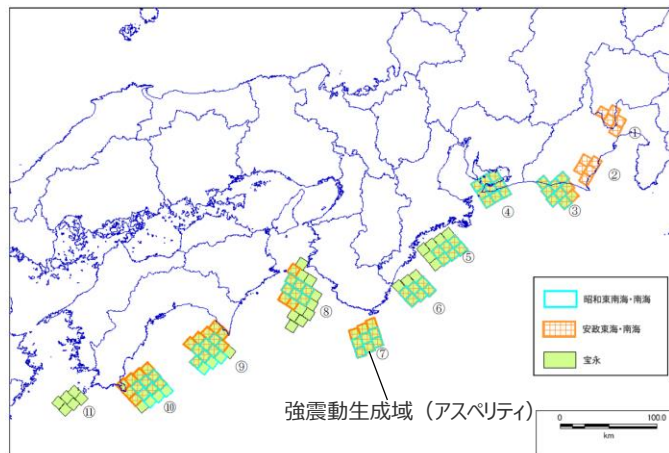 ①
②
③
④
⑤
⑥
⑦
⑧
⑨
⑩
⑪
強震動生成域（アスペリティ）
昭和東南海・南海
安政東海・南海
宝永
0 100.0
km